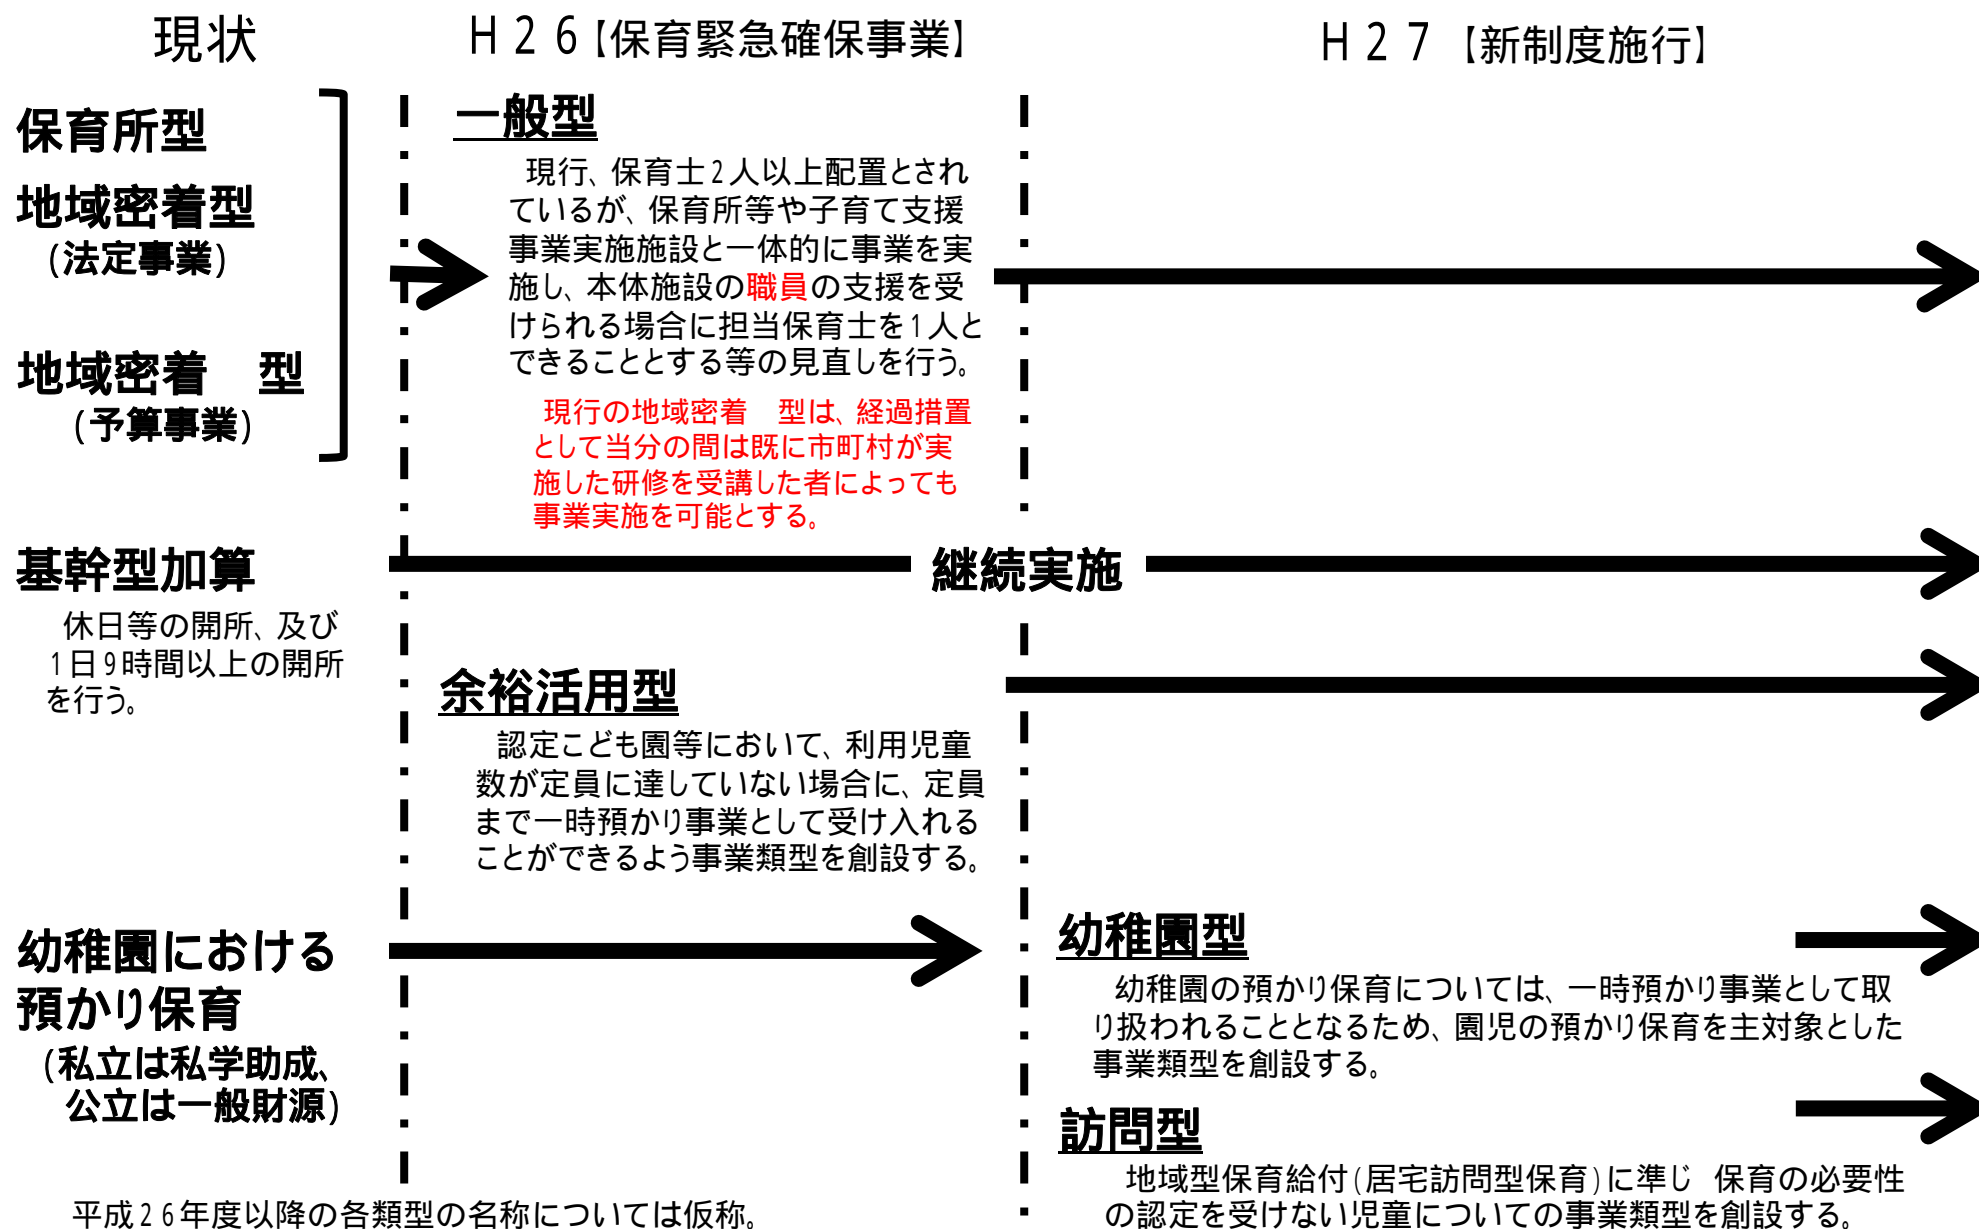 現状
H26【保育緊急確保事業】
H27【新制度施行】
保育所型
地域密着型
(法定事業)
地域密着　型
(予算事業)
一般型
現行、保育士2人以上配置とされ
ているが、保育所等や子育て支援
事業実施施設と一体的に事業を実
施し、本体施設の職員の支援を受
けられる場合に担当保育士を1人と
できることとする等の見直しを行う。
現行の地域密着　型は、経過措置
として当分の間は既に市町村が実
施した研修を受講した者によっても
事業実施を可能とする。
基幹型加算
休日等の開所、及び
1日9時間以上の開所
を行う。
継続実施
余裕活用型
認定こども園等において、利用児童
数が定員に達していない場合に、定員
まで一時預かり事業として受け入れる
ことができるよう事業類型を創設する。
幼稚園における
預かり保育
(私立は私学助成、
公立は一般財源)
幼稚園型
幼稚園の預かり保育については、一時預かり事業として取
り扱われることとなるため、園児の預かり保育を主対象とした
事業類型を創設する。
訪問型
地域型保育給付(居宅訪問型保育)に準じ　保育の必要性
の認定を受けない児童についての事業類型を創設する。
平成26年度以降の各類型の名称については仮称。